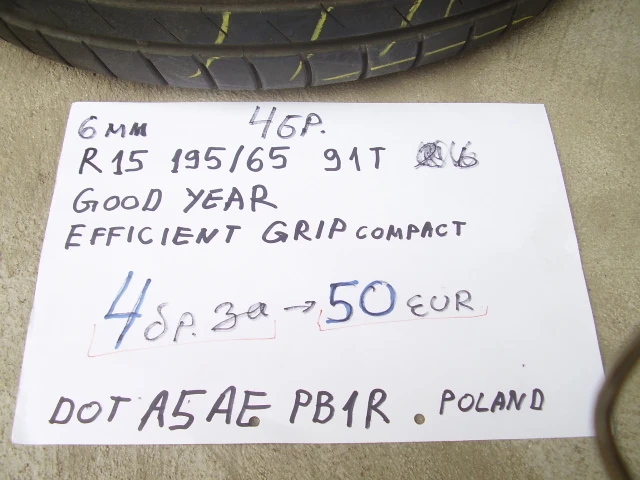 6мм 4БР.
R15 195/65 91T
GOOD YEAR
EFFICIENT GRIP COMPACT
4бр. за → 50 EUR
DOT A5AE PB1R . POLAND